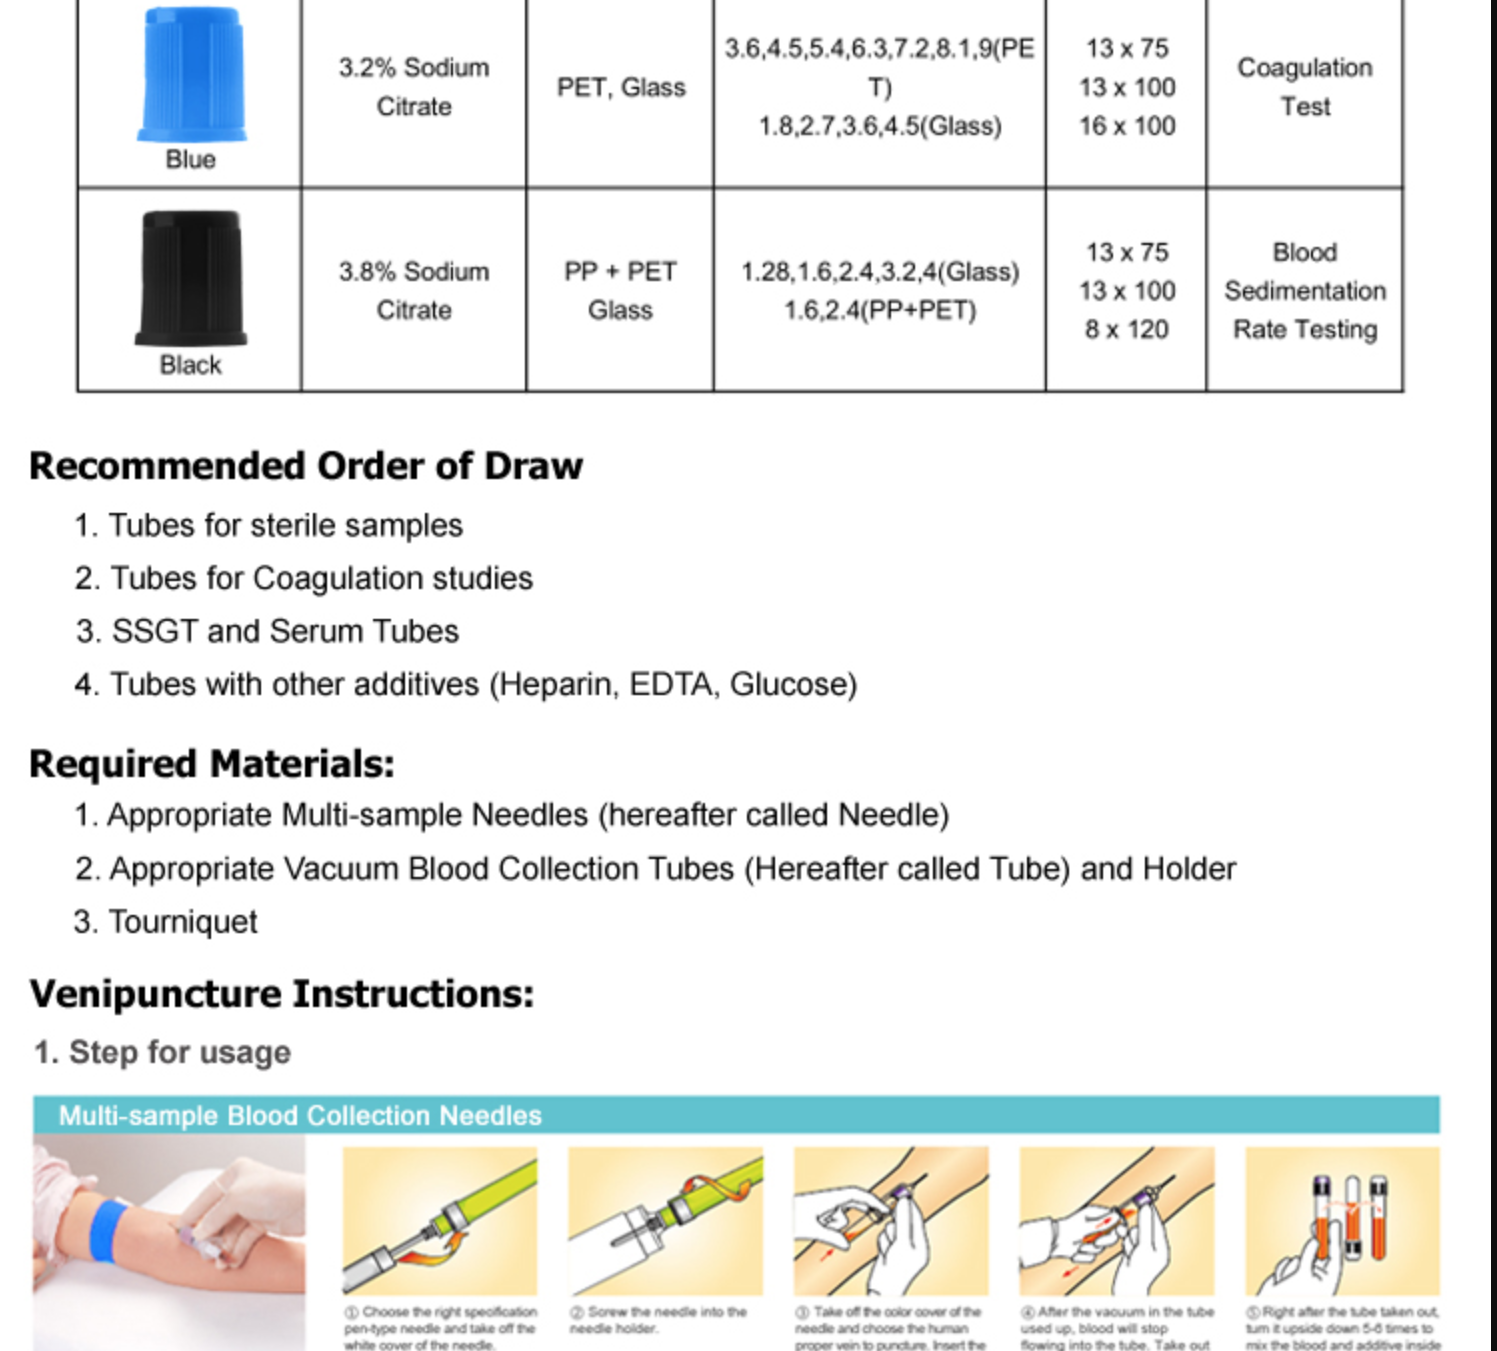 3.2% Sodium
Citrate
PET, Glass
3.6,4.5,5.4,6.3,7.2,8.1,9(PE
T)
1.8,2.7,3.6,4.5(Glass)
13 x 75
13 x 100
16 x 100
Coagulation
Test
Blue
3.8% Sodium
Citrate
PP + PET
Glass
1.28,1.6,2.4,3.2,4(Glass)
1.6,2.4(PP+PET)
13 x 75
13 x 100
8 x 120
Blood
Sedimentation
Rate Testing
Black
Recommended Order of Draw
1. Tubes for sterile samples
2. Tubes for Coagulation studies
3. SSGT and Serum Tubes
4. Tubes with other additives (Heparin, EDTA, Glucose)
Required Materials:
1. Appropriate Multi-sample Needles (hereafter called Needle)
2. Appropriate Vacuum Blood Collection Tubes (Hereafter called Tube) and Holder
3. Tourniquet
Venipuncture Instructions:
1. Step for usage
Multi-sample Blood Collection Needles
① Choose the right specification
pen-type needle and take off the
white cover of the needle.
② Screw the needle into the
needle holder.
③ Take off the color cover of the
needle and choose the human
proper vein to puncture. Insert the
④ After the vacuum in the tube
used up, blood will stop
flowing into the tube. Take out
⑤ Right after the tube taken out,
turn it upside down 5-6 times to
mix the blood and additive inside